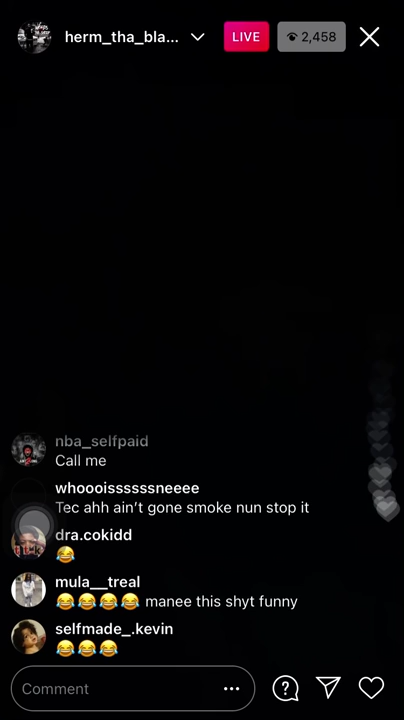 herm_tha_bla...
LIVE
2,458
nba_selfpaid
Call me
whoooissssssneeee
Tec ahh ain't gone smoke nun stop it
dra.cokidd
😂
mula__treal
😂😂😂😂 manee this shyt funny
selfmade_.kevin
😂😂😂
Comment